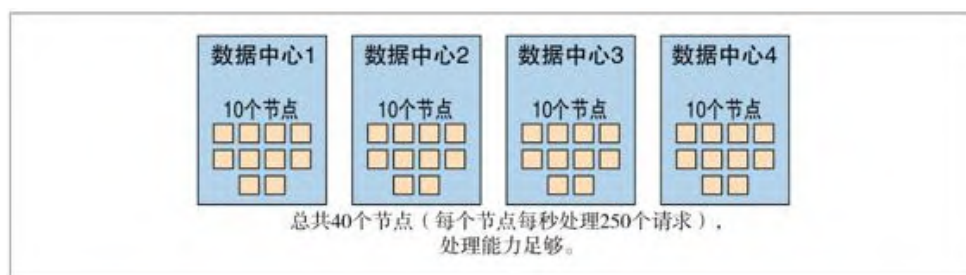 数据中心1
数据中心2
数据中心3
数据中心4
10个节点
10个节点
10个节点
10个节点
总共40个节点（每个节点每秒处理250个请求），
处理能力足够。